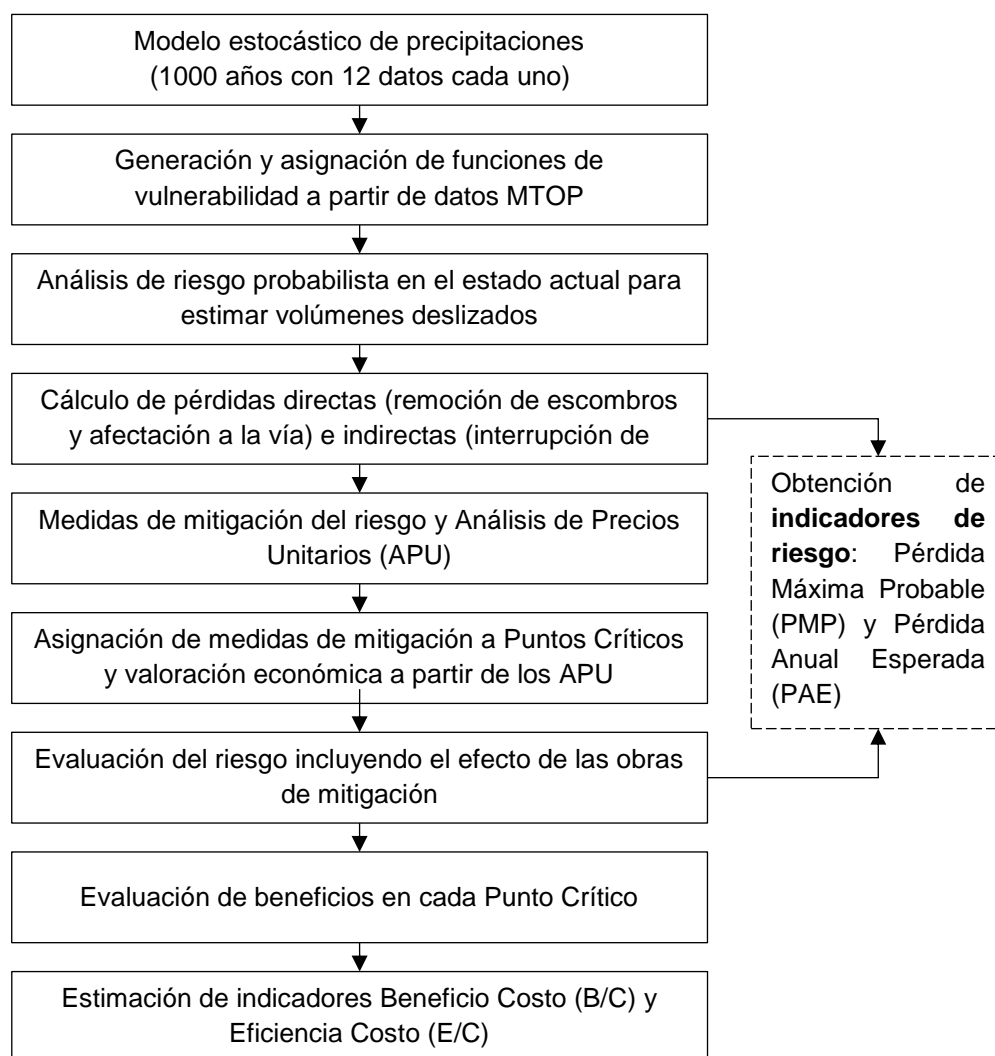 Modelo estocástico de precipitaciones
(1000 años con 12 datos cada uno)
Generación y asignación de funciones de
vulnerabilidad a partir de datos MTOP
Análisis de riesgo probabilista en el estado actual para
estimar volúmenes deslizados
Cálculo de pérdidas directas (remoción de escombros
y afectación a la vía) e indirectas (interrupción de
Medidas de mitigación del riesgo y Análisis de Precios
Unitarios (APU)
Asignación de medidas de mitigación a Puntos Críticos
y valoración económica a partir de los APU
Evaluación del riesgo incluyendo el efecto de las obras
de mitigación
Evaluación de beneficios en cada Punto Crítico
Estimación de indicadores Beneficio Costo (B/C) y
Eficiencia Costo (E/C)
Obtención de
indicadores de
riesgo: Pérdida
Máxima Probable
(PMP) y Pérdida
Anual Esperada
(PAE)